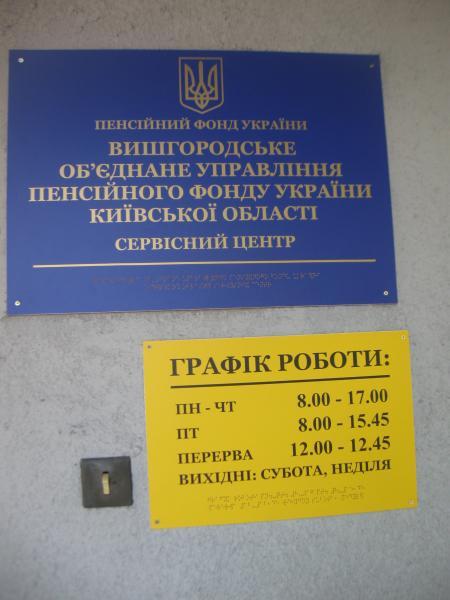 ПЕНСІЙНИЙ ФОНД УКРАЇНИ
ВИШГОРОДСЬКЕ
ОБ'ЄДНАНЕ УПРАВЛІННЯ
ПЕНСІЙНОГО ФОНДУ УКРАЇНИ
КИЇВСЬКОЇ ОБЛАСТІ
СЕРВІСНИЙ ЦЕНТР
ГРАФІК РОБОТИ:
ПН - ЧТ 8.00 - 17.00
ПТ 8.00 - 15.45
ПЕРЕРВА 12.00 - 12.45
ВИХІДНІ: СУБОТА, НЕДІЛЯ